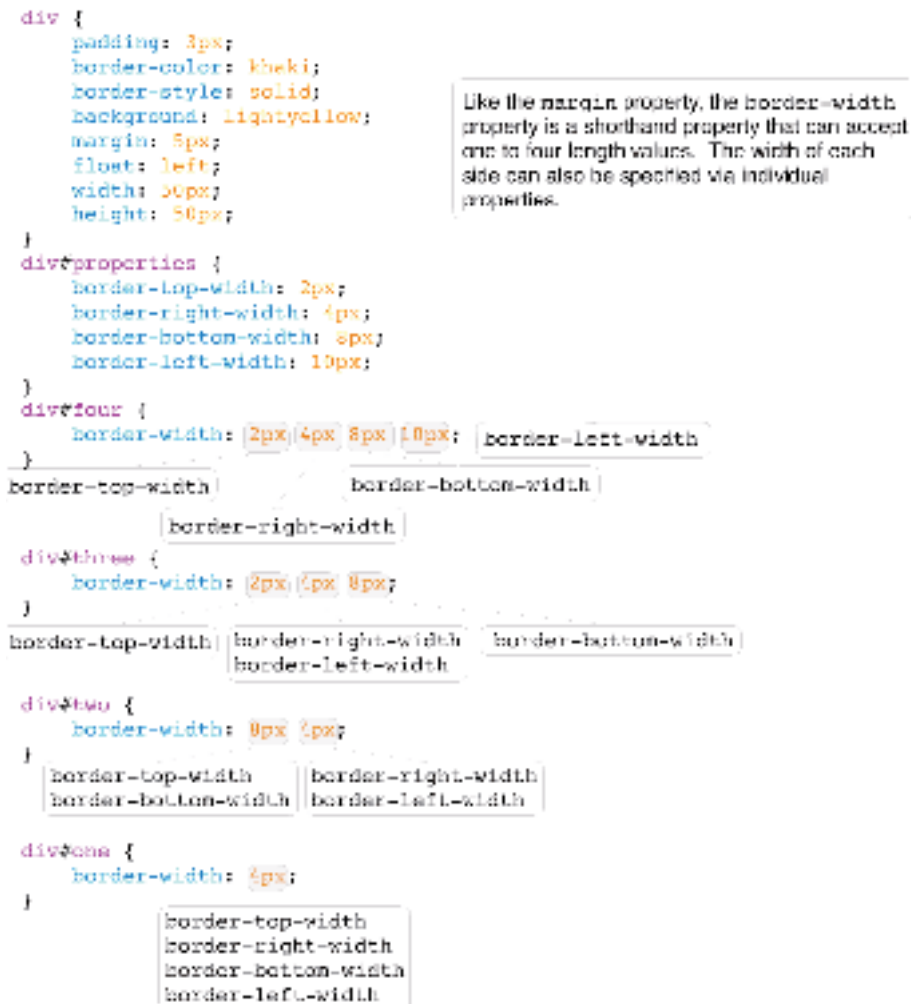 div {
padding: 3px;
border-color: khaki;
border-style: solid;
background: lightyellow;
margin: 5px;
float: left;
width: 50px;
height: 50px;
}
Like the margin property, the border-width
property is a shorthand property that can accept
one to four length values. The width of each
side can also be specified via individual
properties.
div#properties {
border-top-width: 2px;
border-right-width: 4px;
border-bottom-width: 8px;
border-left-width: 10px;
}
div#four {
border-width: 2px 4px 8px 10px;
border-left-width
}
border-top-width
border-bottom-width
border-right-width
div#three {
border-width: 2px 4px 8px;
}
border-top-width
border-right-width
border-left-width
border-bottom-width
div#two {
border-width: 8px 4px;
}
border-top-width
border-bottom-width
border-right-width
border-left-width
div#one {
border-width: 4px;
}
border-top-width
border-right-width
border-bottom-width
border-left-width